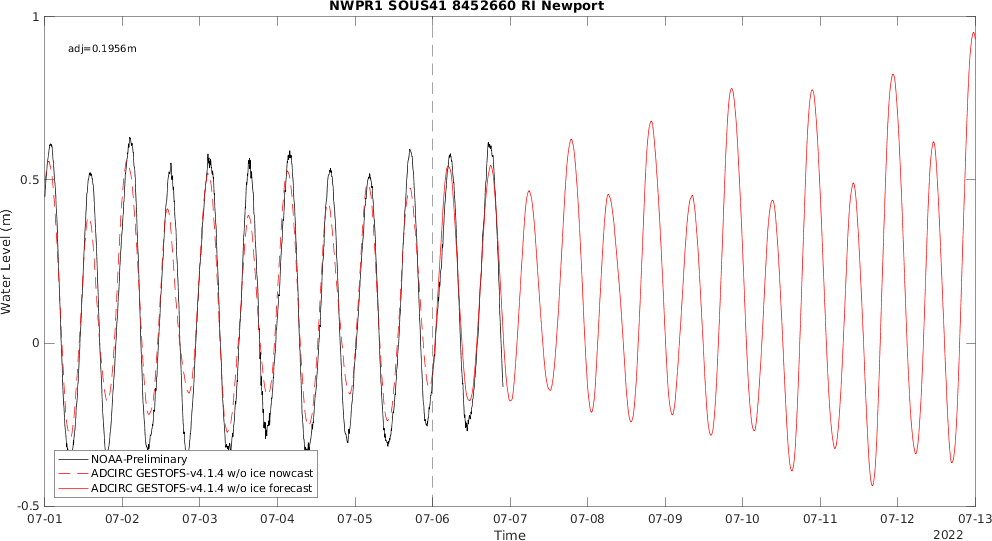 NWPR1 SOUS41 8452660 RI Newport
adj=0.1956m
1
0.5
0
-0.5
Water Level (m)
NOAA-Preliminary
ADCIRC GESTOFS-v4.1.4 w/o ice nowcast
ADCIRC GESTOFS-v4.1.4 w/o ice forecast
07-01 07-02 07-03 07-04 07-05 07-06 07-07 07-08 07-09 07-10 07-11 07-12 07-13
Time
2022